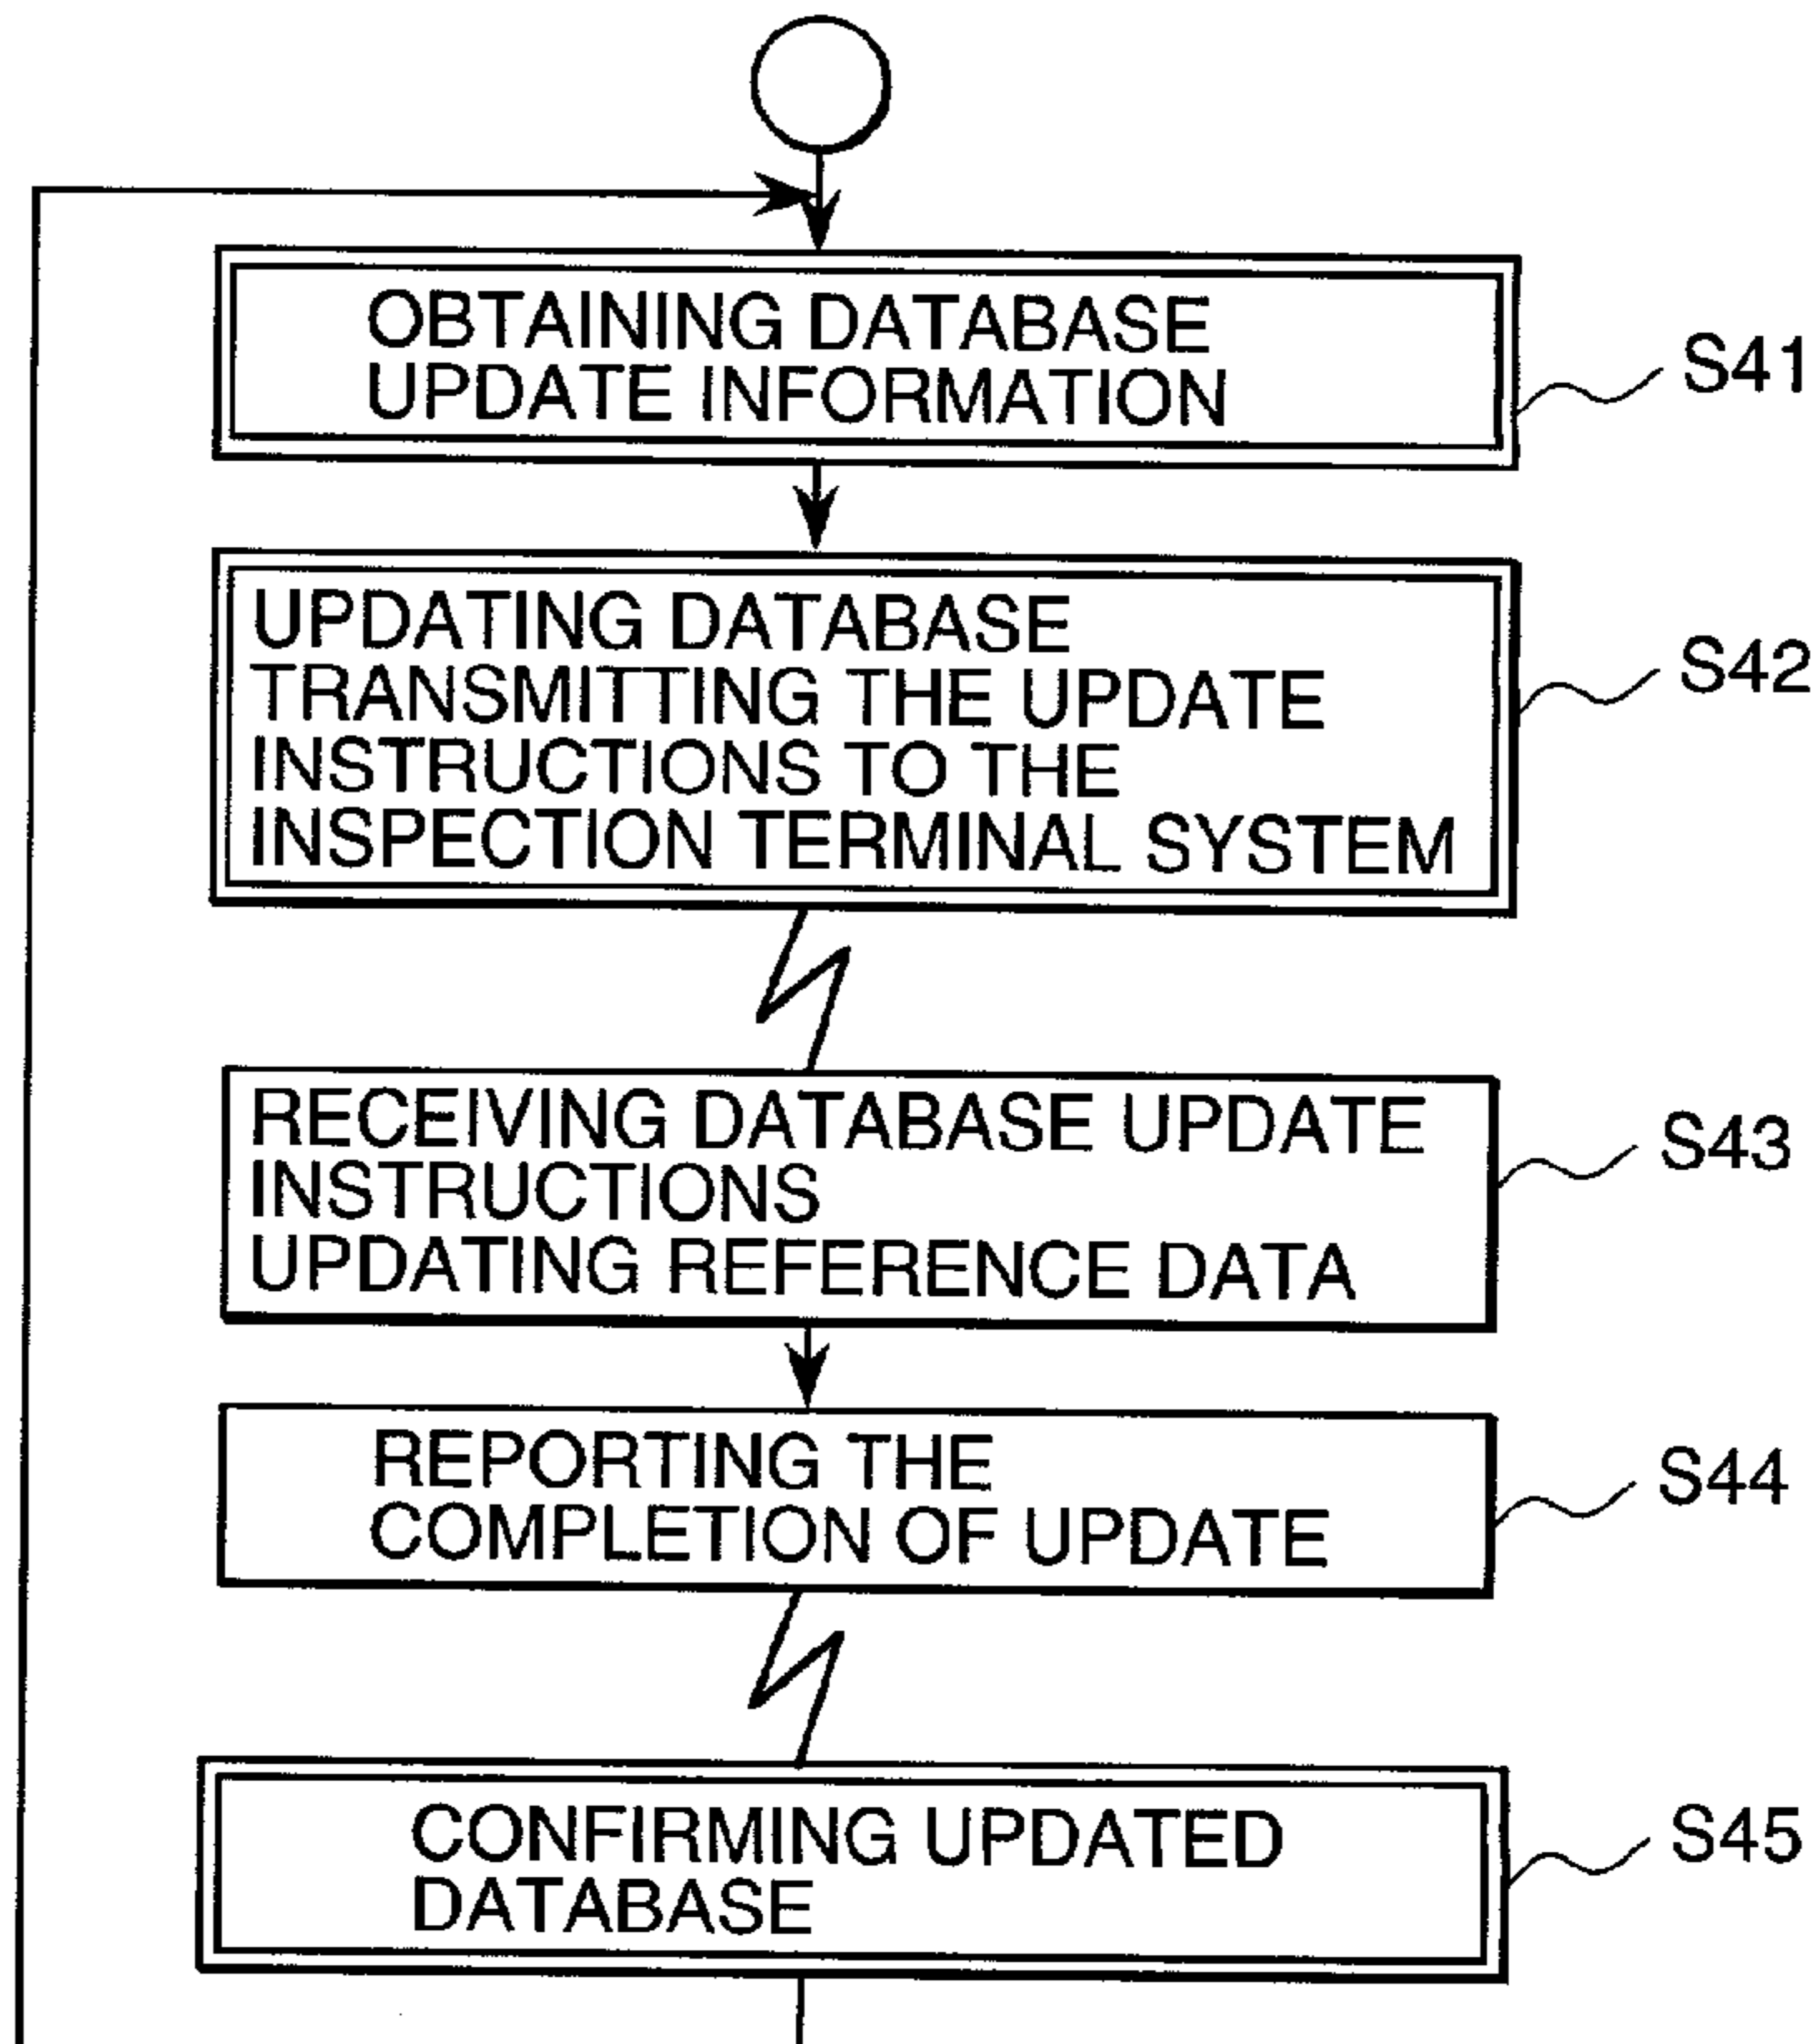 OBTAINING DATABASE
UPDATE INFORMATION
S41
UPDATING DATABASE
TRANSMITTING THE UPDATE
INSTRUCTIONS TO THE
INSPECTION TERMINAL SYSTEM
S42
RECEIVING DATABASE UPDATE
INSTRUCTIONS
UPDATING REFERENCE DATA
S43
REPORTING THE
COMPLETION OF UPDATE
S44
CONFIRMING UPDATED
DATABASE
S45